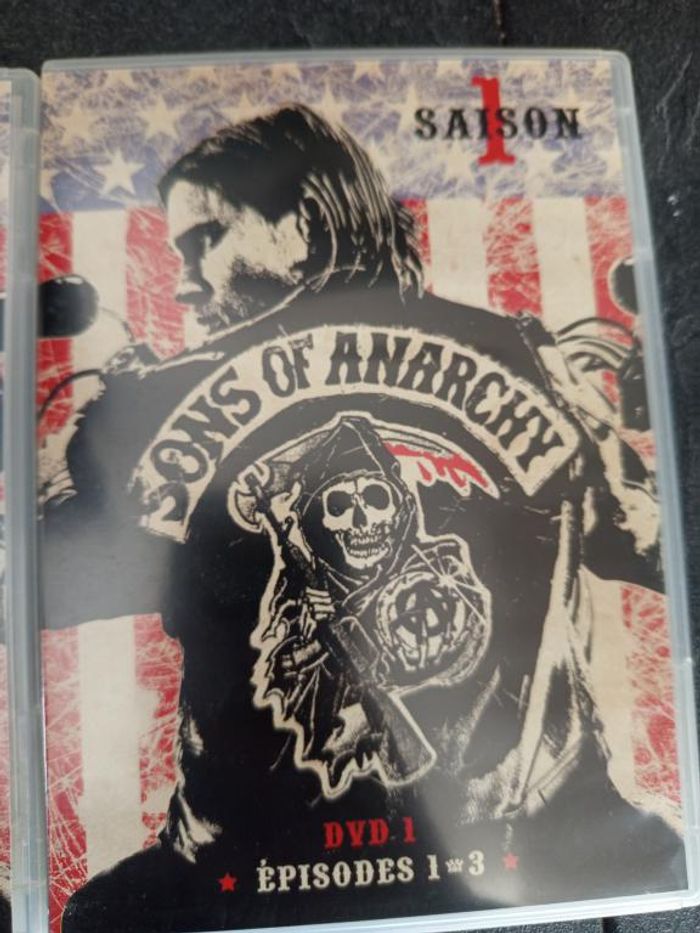 SAISON
1
SONS OF ANARCHY
A
DVD 1
ÉPISODES 1 À 3